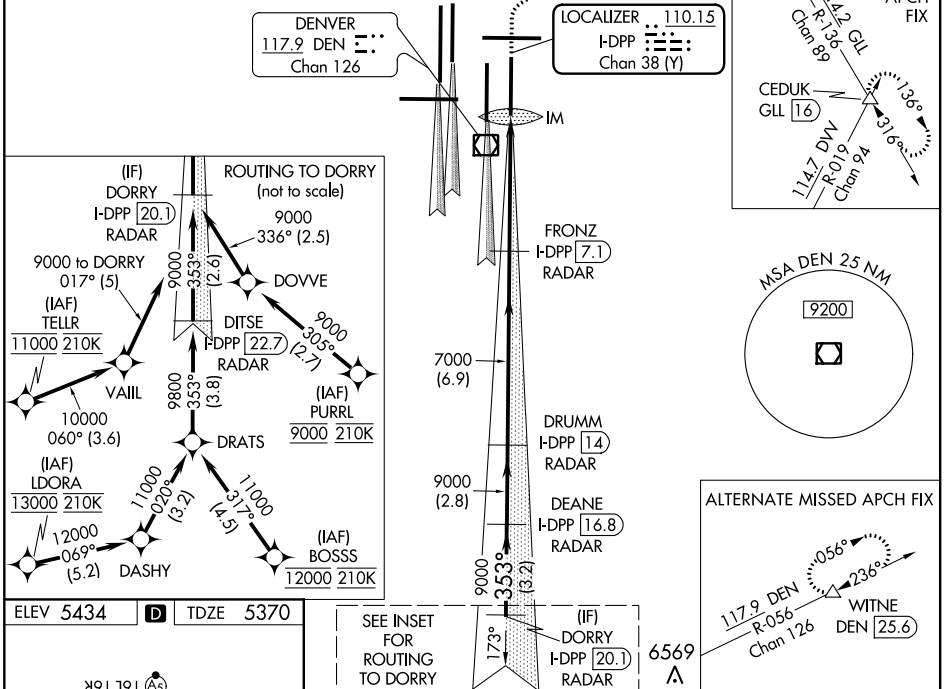 DENVER
117.9 DEN
Chan 126
LOCALIZER 110.15
I-DPP
Chan 38 (Y)
APCH
FIX
114.2 GLL
R-136
Chan 89
CEDUK
GLL 16
136°
316°
114.7 DVV
R-019
Chan 94
IM
FRONZ
I-DPP 7.1
RADAR
7000
(6.9)
DRUMM
I-DPP 14
RADAR
9000
(2.8)
DEANE
I-DPP 16.8
RADAR
9000
353°
(3.2)
173°
(IF)
DORRY
I-DPP 20.1
RADAR
SEE INSET
FOR
ROUTING
TO DORRY
6569
ROUTING TO DORRY
(not to scale)
(IF)
DORRY
I-DPP 20.1
RADAR
9000
336° (2.5)
9000 to DORRY
017° (5)
9000
353°
(2.6)
DOVVE
(IAF)
TELLR
11000 210K
VAIIL
10000
060° (3.6)
DITSE
I-DPP 22.7
RADAR
9000
305°
(2.7)
(IAF)
PURRL
9000 210K
9800
353°
(3.8)
DRATS
(IAF)
LDORA
13000 210K
12000
069°
(5.2)
DASHY
11000
020°
(3.2)
11000
317°
(4.5)
(IAF)
BOSSS
12000 210K
MSA DEN 25 NM
9200
ALTERNATE MISSED APCH FIX
056°
236°
117.9 DEN
R-056
Chan 126
WITNE
DEN 25.6
ELEV 5434
D
TDZE 5370
16L 16R
A5